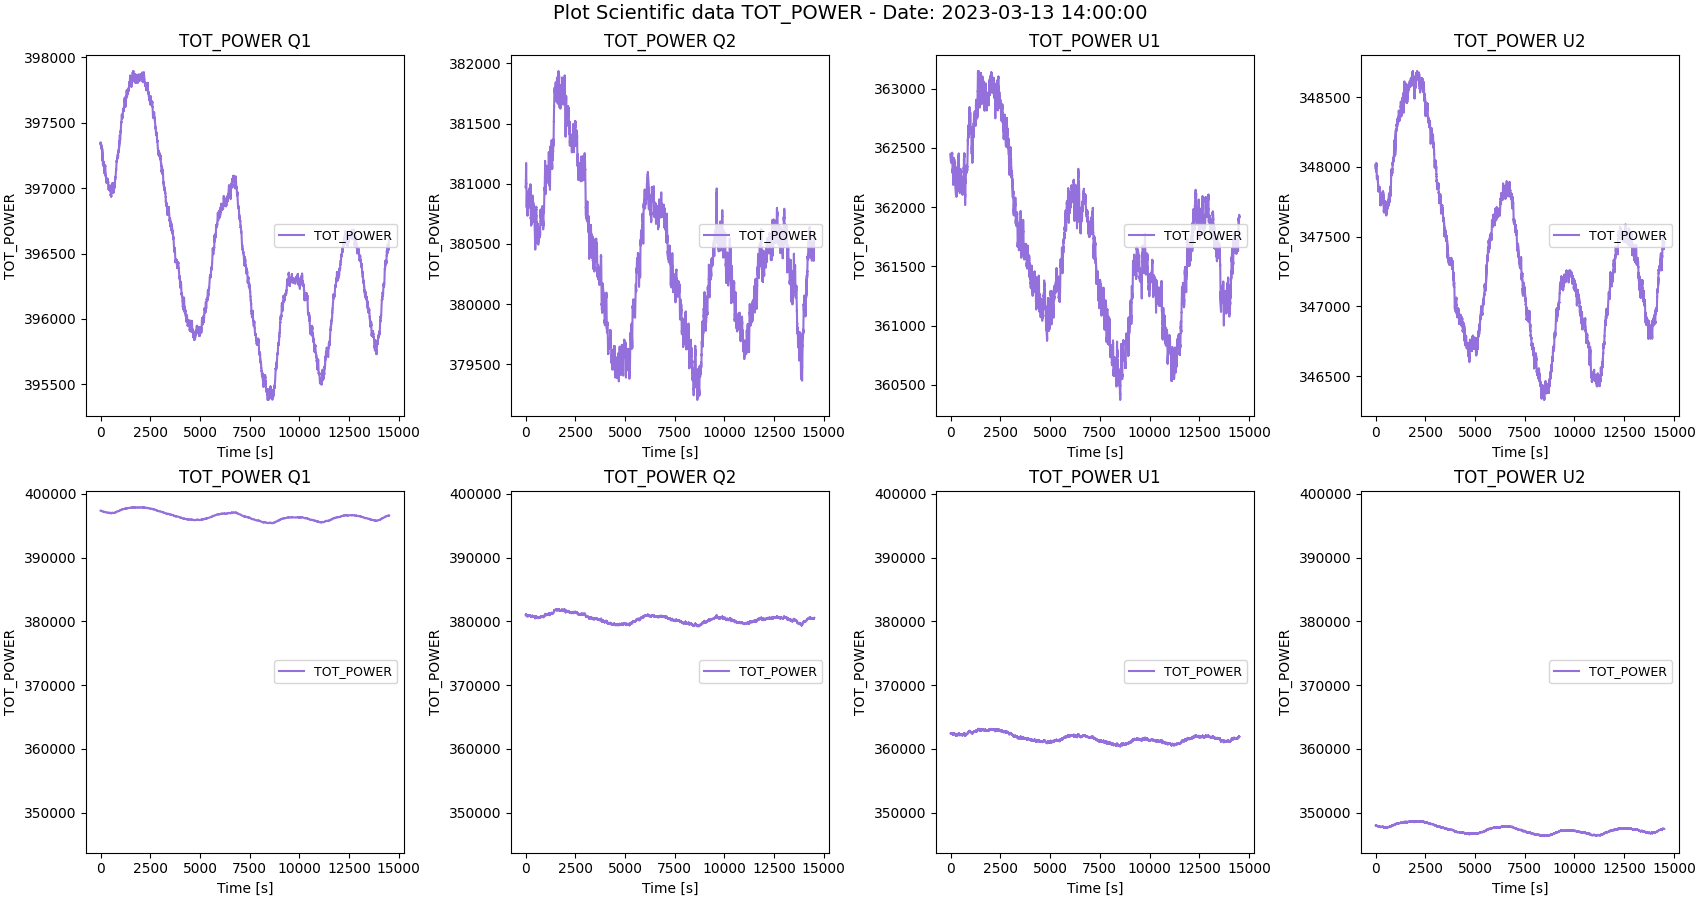 Plot Scientific data TOT_POWER - Date: 2023-03-13 14:00:00
TOT_POWER Q1
398000
397500
397000
396500
396000
395500
TOT_POWER
TOT_POWER
0 2500 5000 7500 10000 12500 15000
Time [s]
TOT_POWER Q2
382000
381500
381000
380500
380000
379500
TOT_POWER
TOT_POWER
0 2500 5000 7500 10000 12500 15000
Time [s]
TOT_POWER U1
363000
362500
362000
361500
361000
360500
TOT_POWER
TOT_POWER
0 2500 5000 7500 10000 12500 15000
Time [s]
TOT_POWER U2
348500
348000
347500
347000
346500
TOT_POWER
TOT_POWER
0 2500 5000 7500 10000 12500 15000
Time [s]
TOT_POWER Q1
400000
390000
380000
370000
360000
350000
TOT_POWER
TOT_POWER
0 2500 5000 7500 10000 12500 15000
Time [s]
TOT_POWER Q2
400000
390000
380000
370000
360000
350000
TOT_POWER
TOT_POWER
0 2500 5000 7500 10000 12500 15000
Time [s]
TOT_POWER U1
400000
390000
380000
370000
360000
350000
TOT_POWER
TOT_POWER
0 2500 5000 7500 10000 12500 15000
Time [s]
TOT_POWER U2
400000
390000
380000
370000
360000
350000
TOT_POWER
TOT_POWER
0 2500 5000 7500 10000 12500 15000
Time [s]